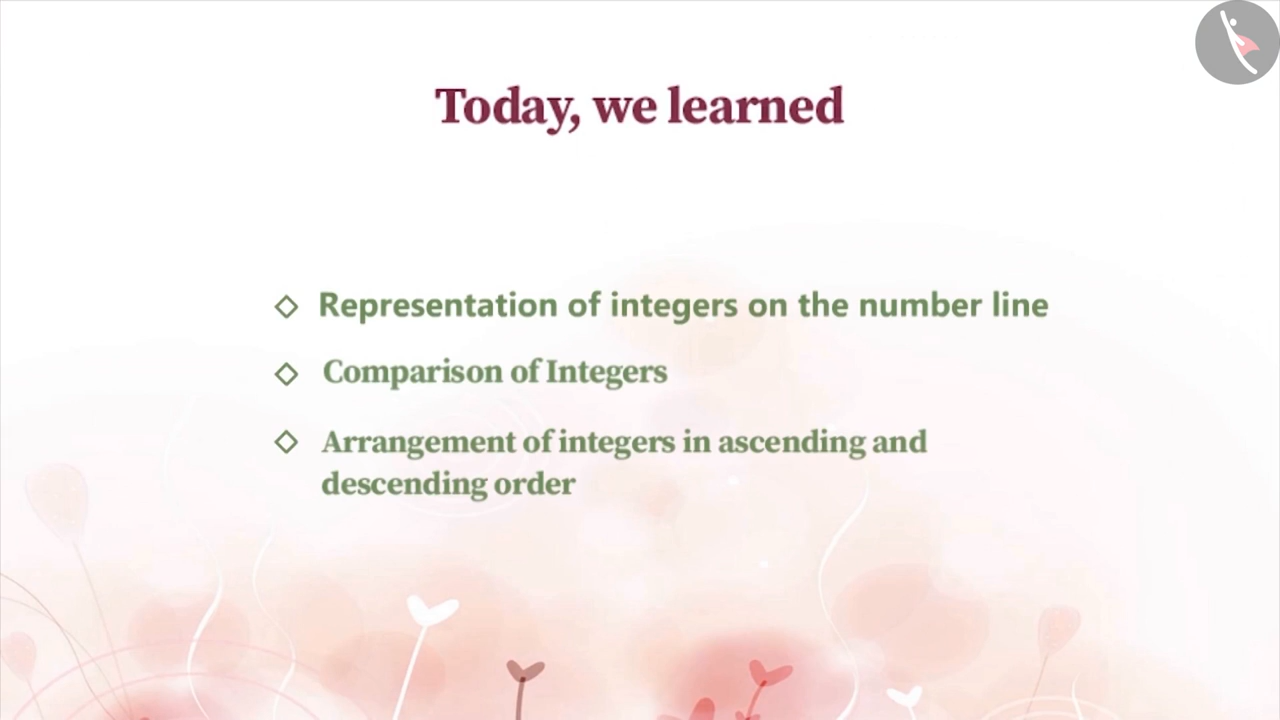 Today, we learned
Representation of integers on the number line
Comparison of Integers
Arrangement of integers in ascending and
descending order